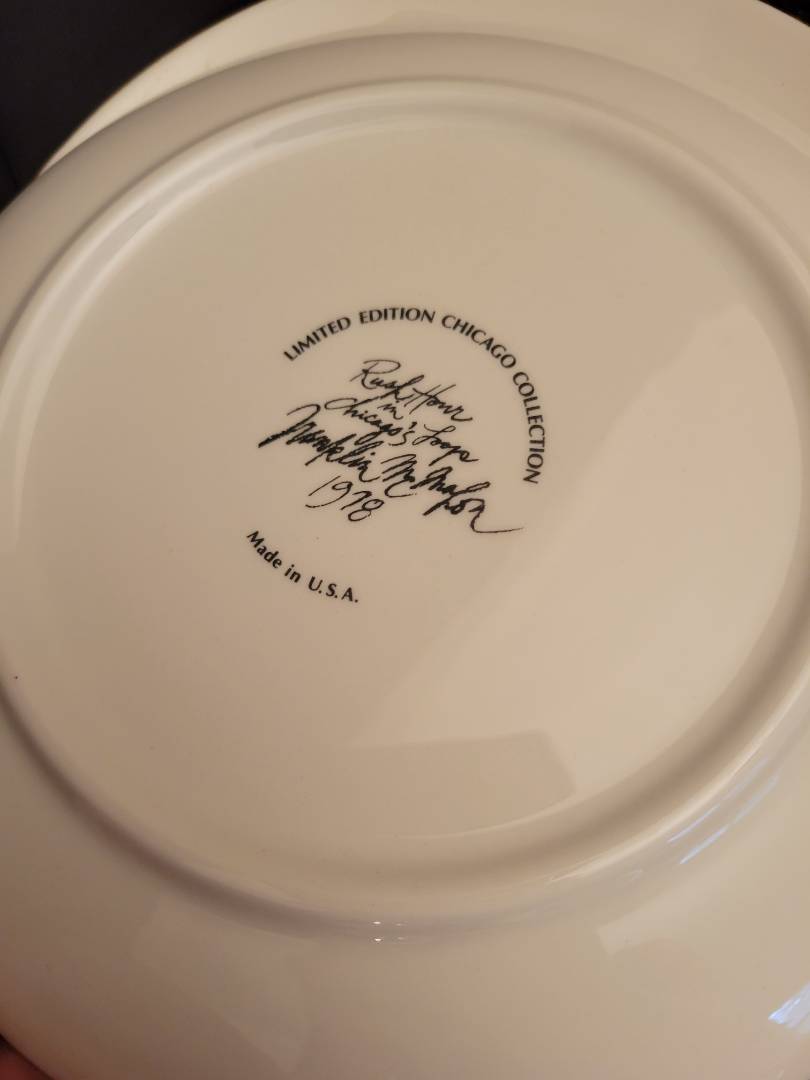 LIMITED EDITION CHICAGO COLLECTION
Rush Hour
in
Chicago's Loop
Franklin McMahon
1978
Made in U.S.A.